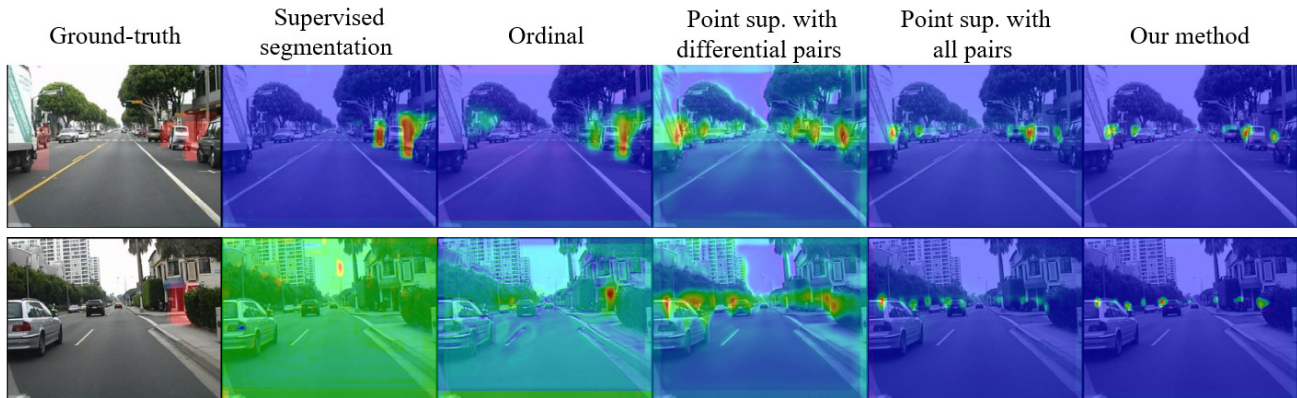 Ground-truth
Supervised
segmentation
Ordinal
Point sup. with
differential pairs
Point sup. with
all pairs
Our method